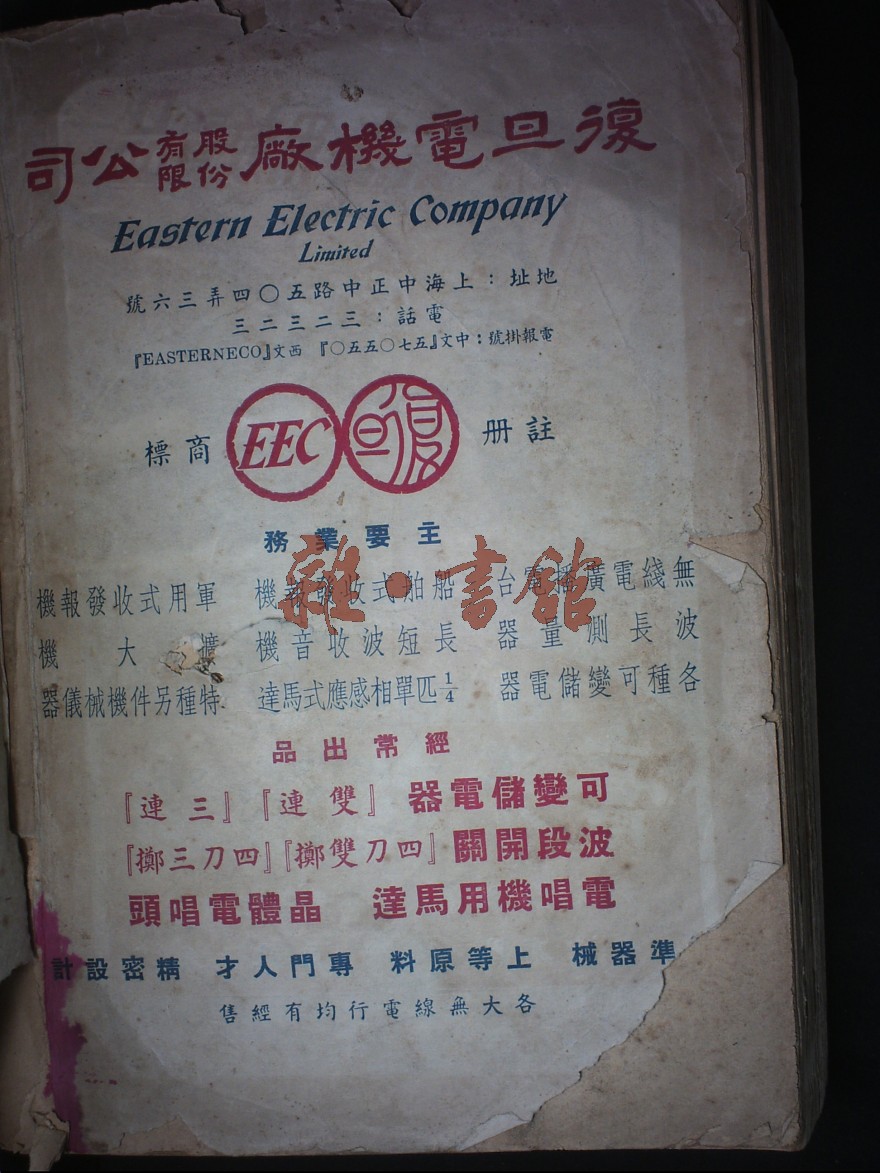 復旦電機廠股份有限公司
Eastern Electric Company
Limited
地址：上海中正中路五〇四弄三六號
電話：三二三二三
電報掛號：中文『五七〇五五〇』西文『EASTERNECO』
註册 復旦 EEC 商標
主要業務
無綫電廣播電台 船舶式收發報機 軍用式收發報機
波長測量器 長短波收音機 擴大機
各種可變儲電器 1/4匹單相感應式馬達 特種另件機械儀器
經常出品
可變儲電器『雙連』『三連』
波段開關『四刀雙擲』『四刀三擲』
電唱機用馬達 晶體電唱頭
準器械 上等原料 專門人才 精密設計
各大無線電行均有經售
雜·書館